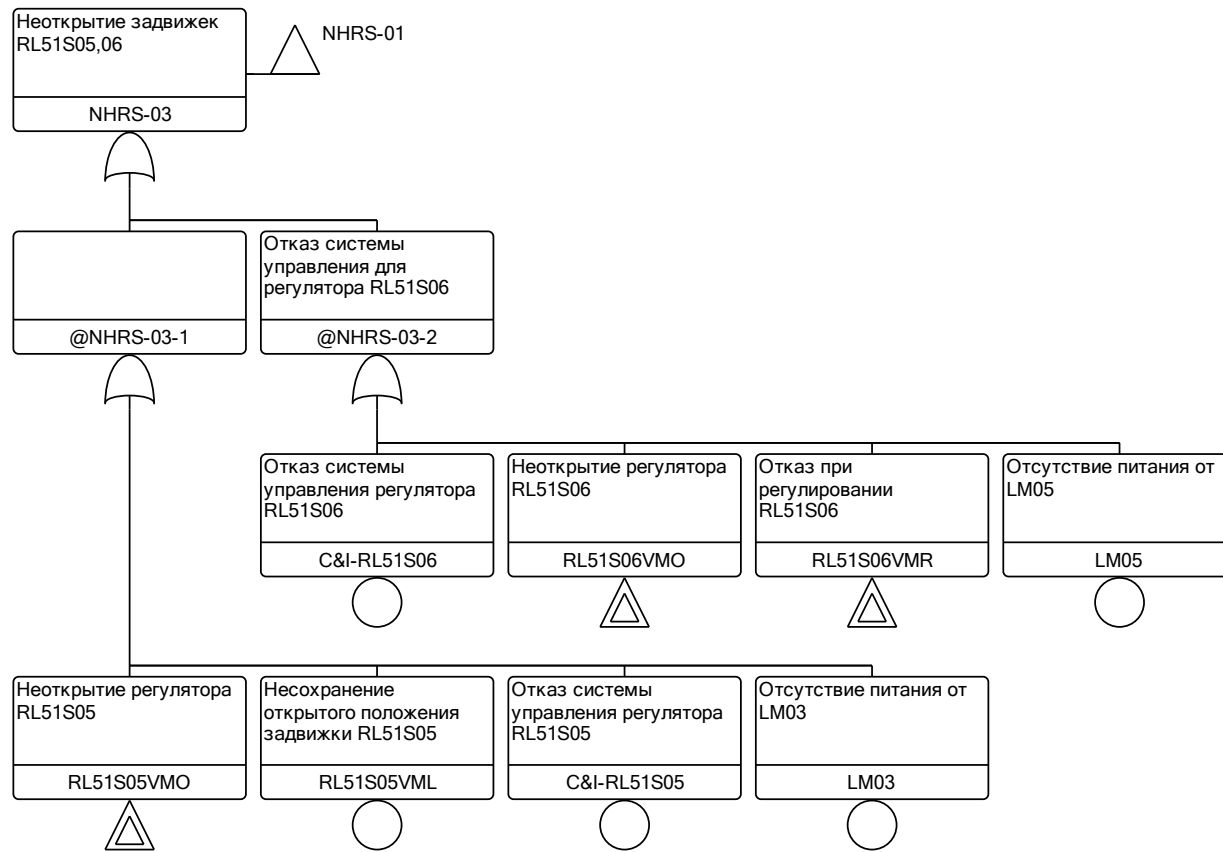 Неоткрытие задвижек
RL51S05,06
NHRS-03
NHRS-01
@NHRS-03-1
Отказ системы
управления для
регулятора RL51S06
@NHRS-03-2
Отказ системы
управления регулятора
RL51S06
C&I-RL51S06
Неоткрытие регулятора
RL51S06
RL51S06VMO
Отказ при
регулировании
RL51S06
RL51S06VMR
Отсутствие питания от
LM05
LM05
Неоткрытие регулятора
RL51S05
RL51S05VMO
Несохранение
открытого положения
задвижки RL51S05
RL51S05VML
Отказ системы
управления регулятора
RL51S05
C&I-RL51S05
Отсутствие питания от
LM03
LM03